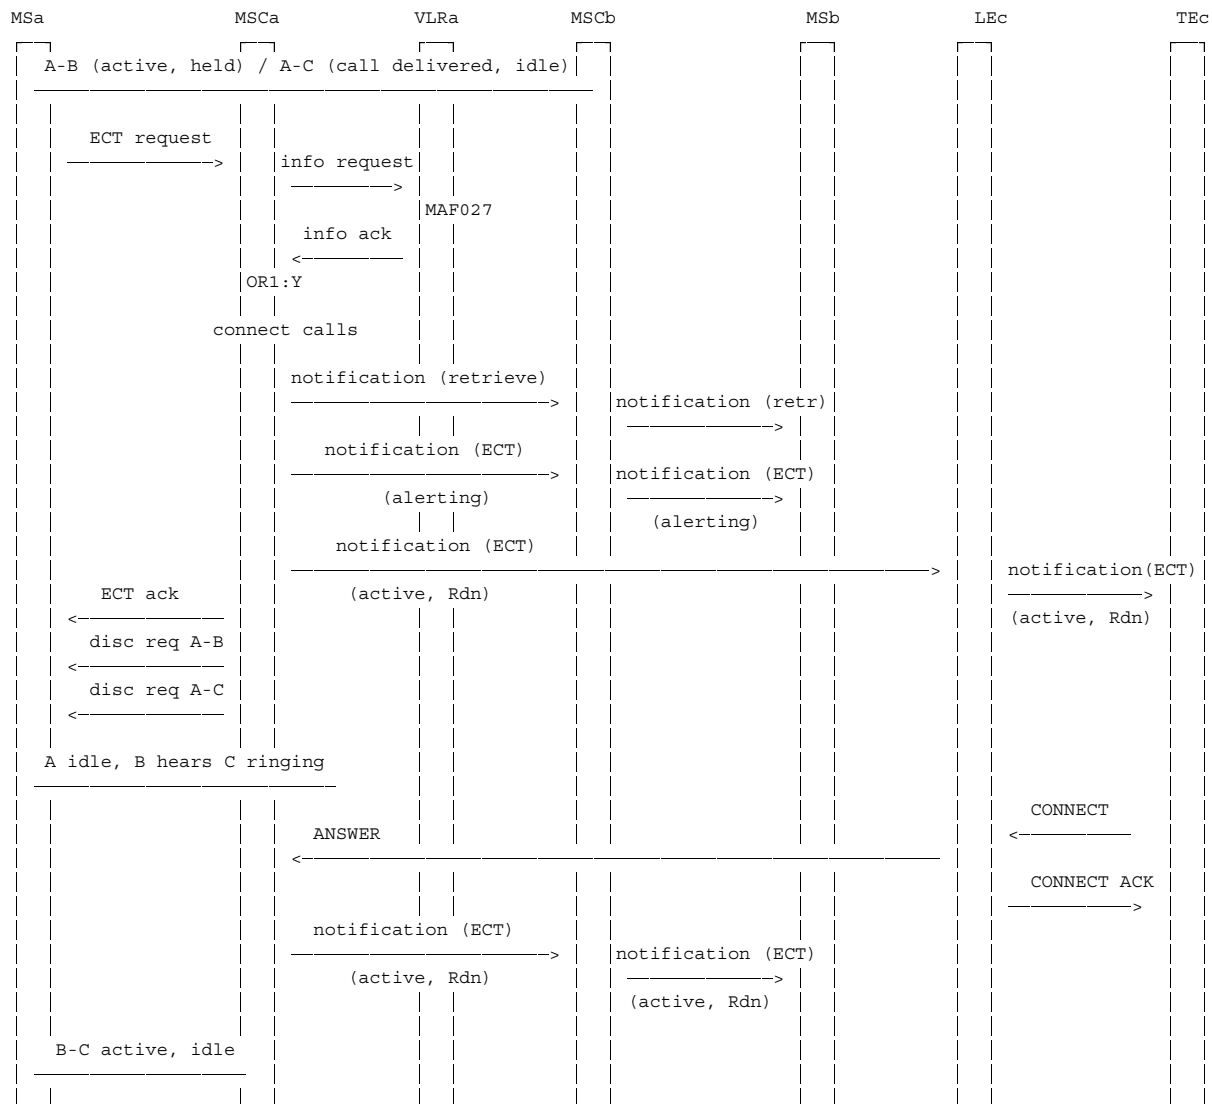 MSa MSCa VLRa MSCb MSb LEc TEc
A-B (active, held) / A-C (call delivered, idle)
ECT request
info request
MAF027
info ack
OR1:Y
connect calls
notification (retrieve)
notification (retr)
notification (ECT)
notification (ECT)
(alerting)
(alerting)
notification (ECT)
notification(ECT)
ECT ack (active, Rdn)
(active, Rdn)
disc req A-B
disc req A-C
A idle, B hears C ringing
CONNECT
ANSWER
CONNECT ACK
notification (ECT)
notification (ECT)
(active, Rdn)
(active, Rdn)
B-C active, idle